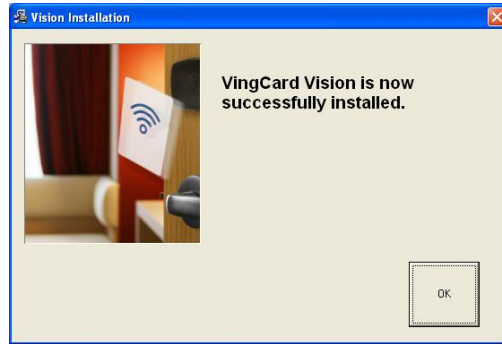 Vision Installation
VingCard Vision is now
successfully installed.
OK